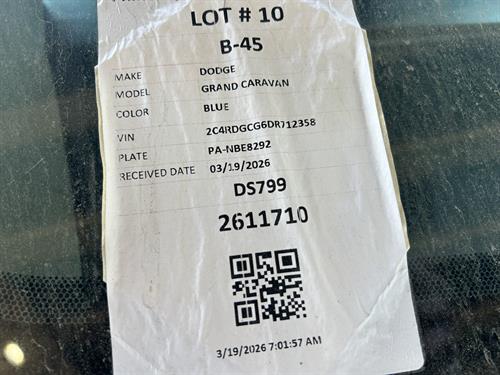 LOT # 10
B-45
MAKE DODGE
MODEL GRAND CARAVAN
COLOR BLUE
VIN 2C4RDGCG6DR712358
PLATE PA-NBE8292
RECEIVED DATE 03/19/2026
DS799
2611710
3/19/2026 7:01:57 AM